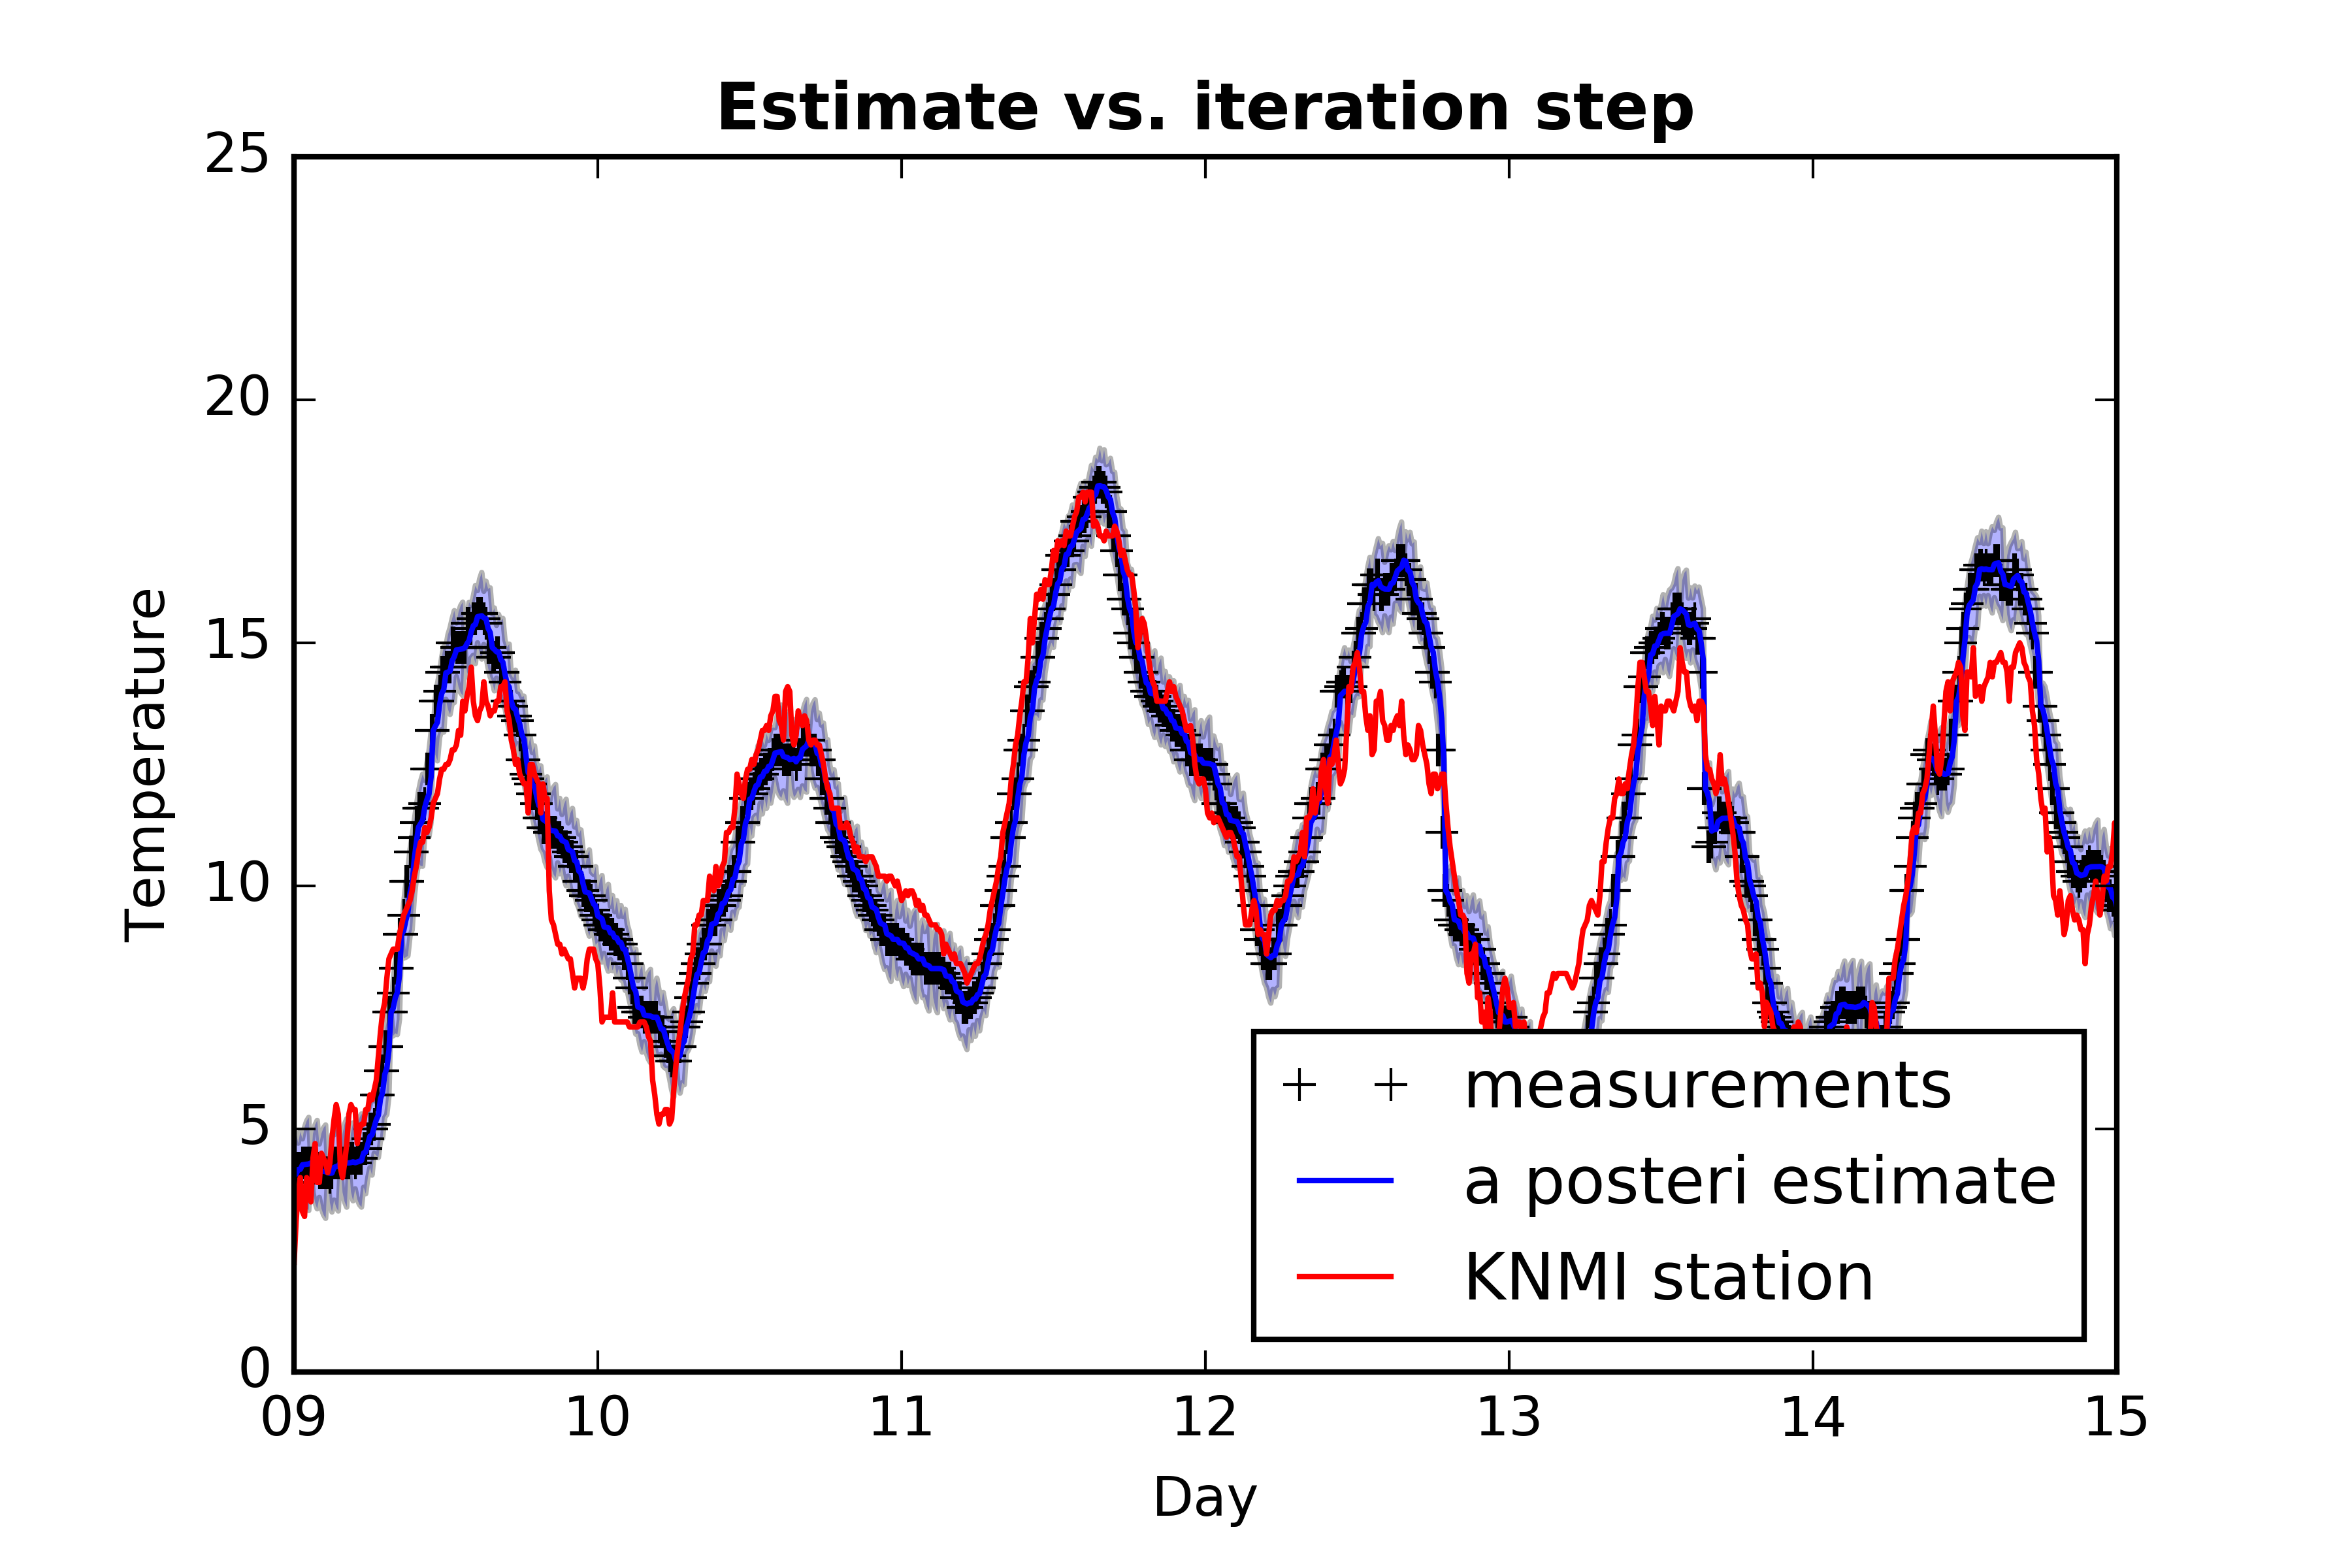 Estimate vs. iteration step
25
20
15
10
5
0
Temperature
09 10 11 12 13 14 15
Day
measurements
a posteri estimate
KNMI station